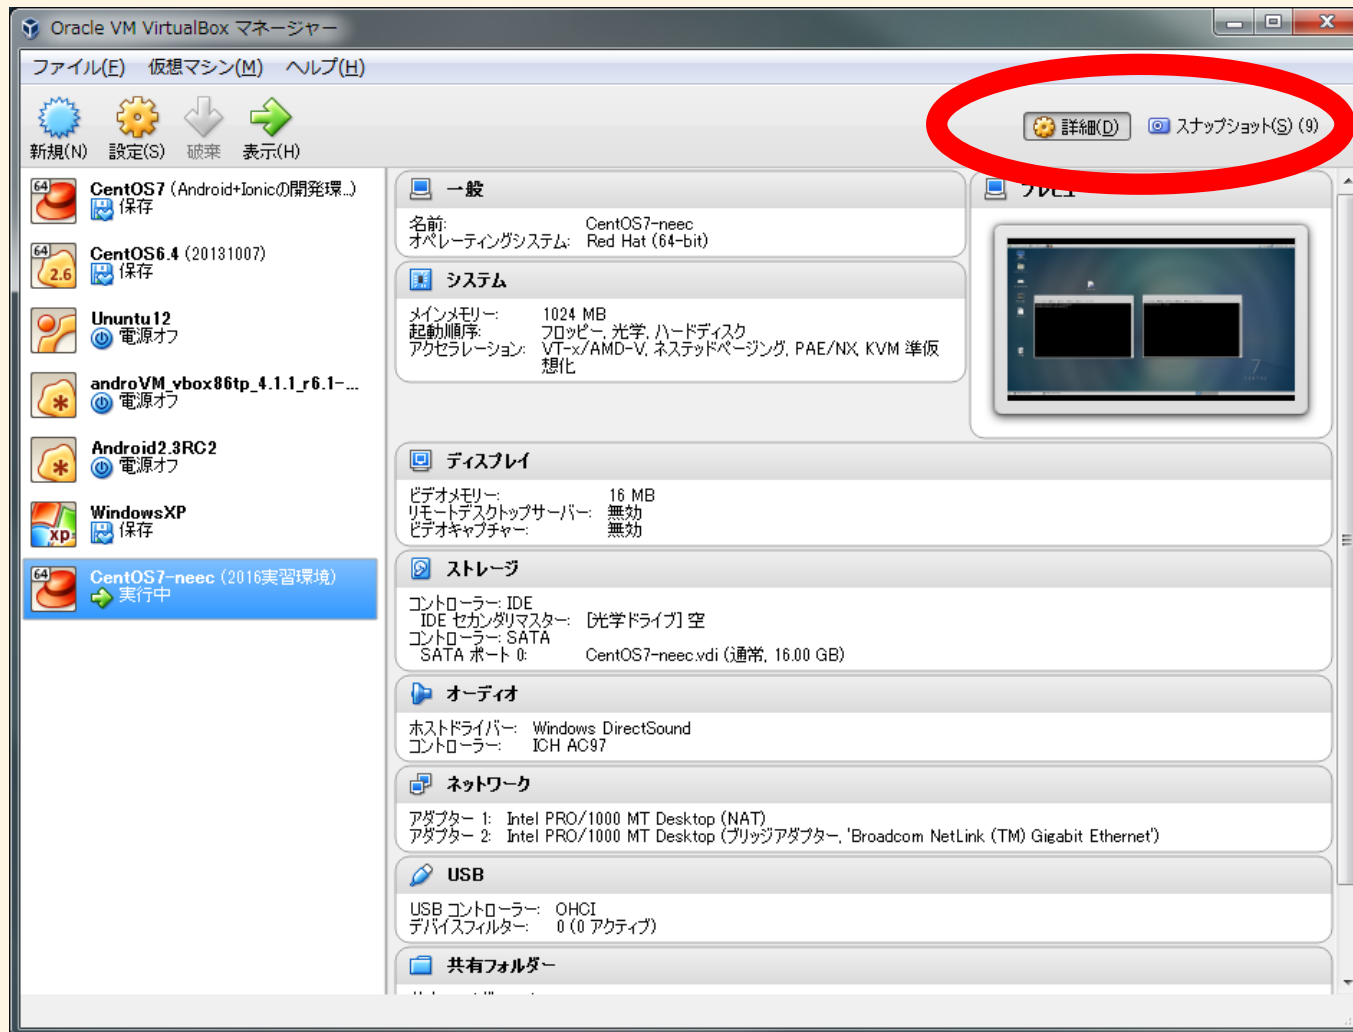 Oracle VM VirtualBox マネージャー
ファイル(F) 仮想マシン(M) ヘルプ(H)
新規(N) 設定(S) 破棄 表示(H)
詳細(D) スナップショット(S) (9)
CentOS7 (Android+Ionicの開発環...)
保存
CentOS6.4 (20131007)
保存
Ununtu12
電源オフ
androVM_vbox86tp_4.1.1_r6.1-...
電源オフ
Android2.3RC2
電源オフ
WindowsXP
保存
CentOS7-neec (2016実習環境)
実行中
一般
名前: CentOS7-neec
オペレーティングシステム: Red Hat (64-bit)
システム
メインメモリー: 1024 MB
起動順序: フロッピー, 光学, ハードディスク
アクセラレーション: VT-x/AMD-V, ネステッドページング, PAE/NX, KVM 準仮
想化
ディスプレイ
ビデオメモリー: 16 MB
リモートデスクトップサーバー: 無効
ビデオキャプチャー: 無効
ストレージ
コントローラー: IDE
IDE セカンダリマスター: [光学ドライブ] 空
コントローラー: SATA
SATA ポート 0: CentOS7-neec.vdi (通常, 16.00 GB)
オーディオ
ホストドライバー: Windows DirectSound
コントローラー: ICH AC97
ネットワーク
アダプター 1: Intel PRO/1000 MT Desktop (NAT)
アダプター 2: Intel PRO/1000 MT Desktop (ブリッジアダプター, 'Broadcom NetLink (TM) Gigabit Ethernet')
USB
USB コントローラー: OHCI
デバイスフィルター: 0 (0 アクティブ)
共有フォルダー